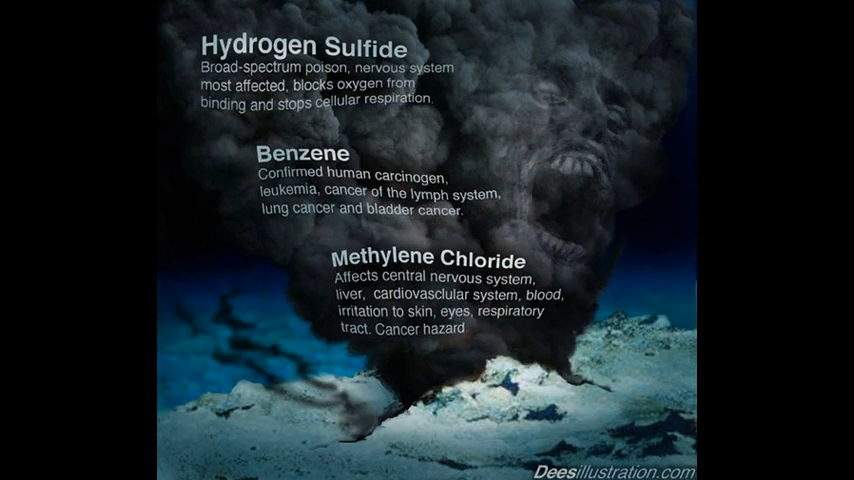 Hydrogen Sulfide
Broad-spectrum poison, nervous system
most affected, blocks oxygen from
binding and stops cellular respiration.
Benzene
Confirmed human carcinogen,
leukemia, cancer of the lymph system,
lung cancer and bladder cancer.
Methylene Chloride
Affects central nervous system,
liver, cardiovasclular system, blood,
irritation to skin, eyes, respiratory
tract. Cancer hazard
Deesillustration.com